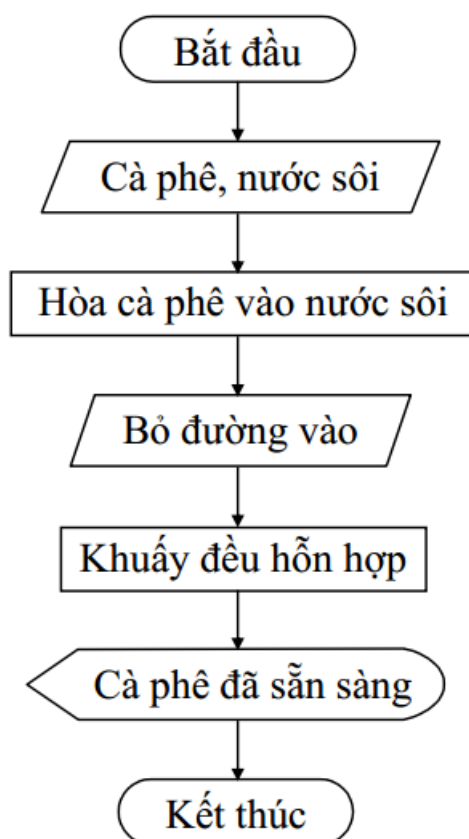 Bắt đầu
Cà phê, nước sôi
Hòa cà phê vào nước sôi
Bỏ đường vào
Khuấy đều hỗn hợp
Cà phê đã sẵn sàng
Kết thúc